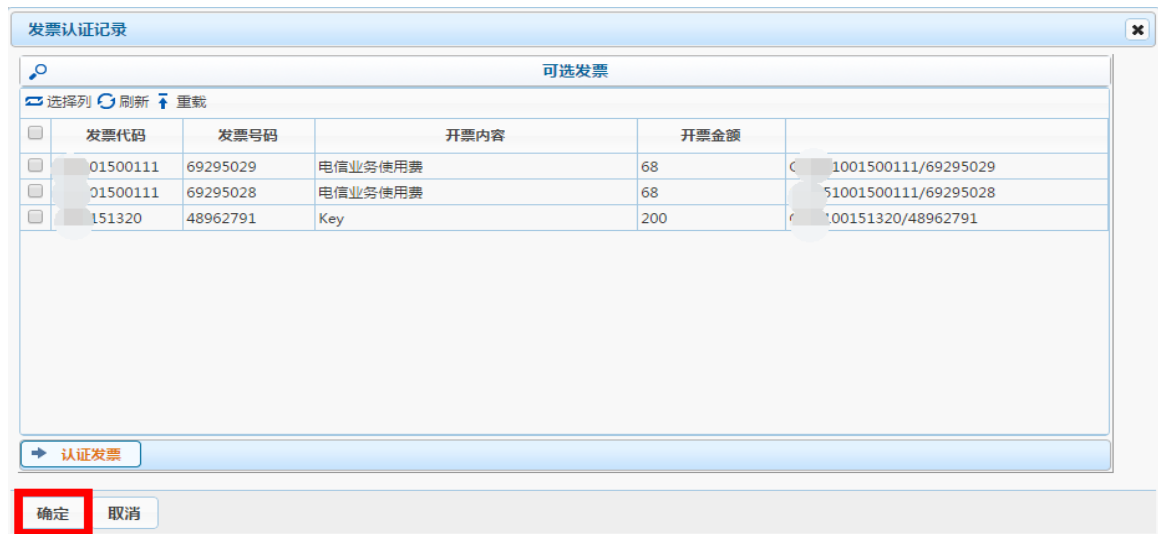 发票认证记录
可选发票
选择列 刷新 重载
发票代码 发票号码 开票内容 开票金额
01500111 69295029 电信业务使用费 68 1001500111/69295029
01500111 69295028 电信业务使用费 68 51001500111/69295028
151320 48962791 Key 200 00151320/48962791
认证发票
确定 取消